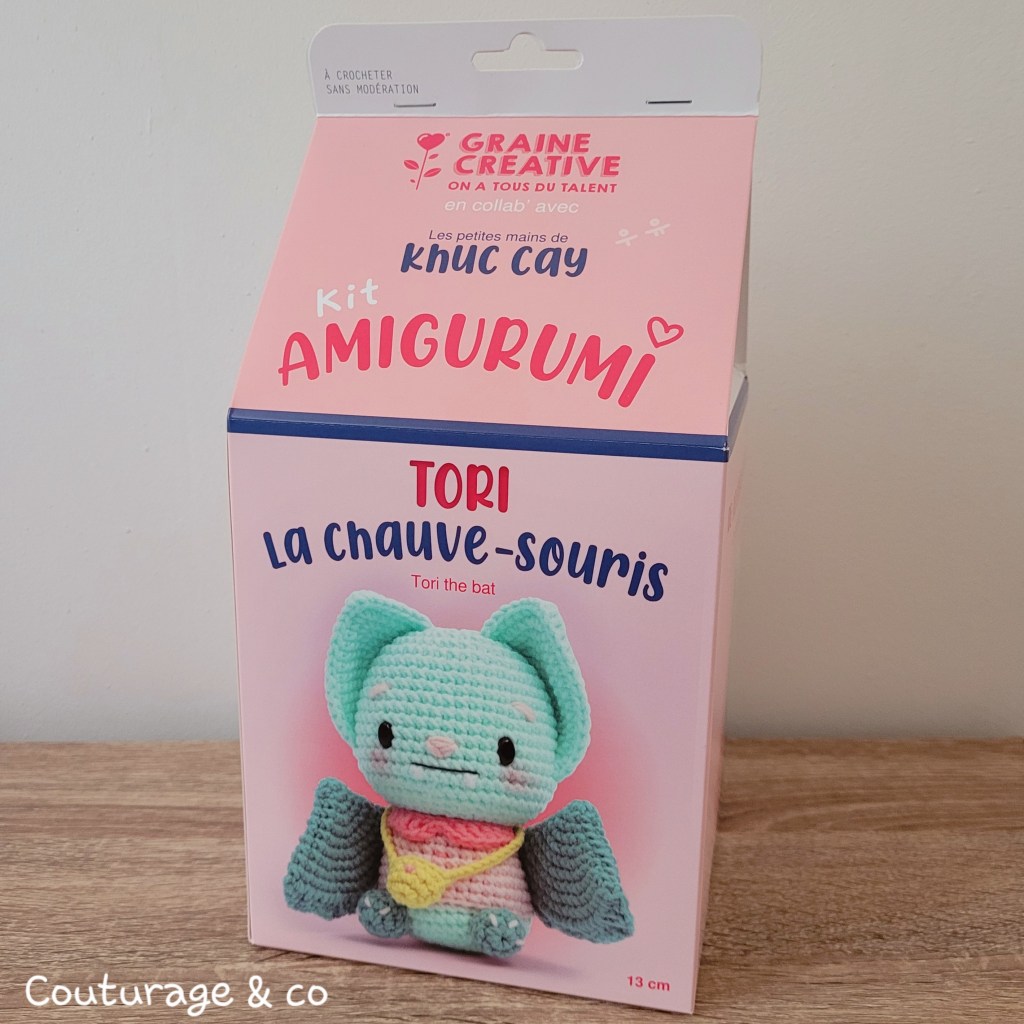 À CROCHETER
SANS MODÉRATION
GRAINE
CREATIVE
ON A TOUS DU TALENT
en collab' avec
Les petites mains de
Khuc Cay
Kit
AMIGURUMI
TORI
La chauve-souris
Tori the bat
13 cm
Couturage & co